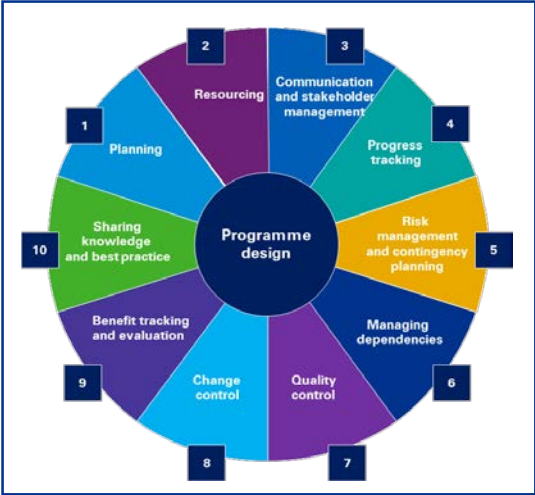 Programme
design
1
Planning
2
Resourcing
3
Communication
and stakeholder
management
4
Progress
tracking
5
Risk
management
and contingency
planning
6
Managing
dependencies
7
Quality
control
8
Change
control
9
Benefit tracking
and evaluation
10
Sharing
knowledge
and best practice